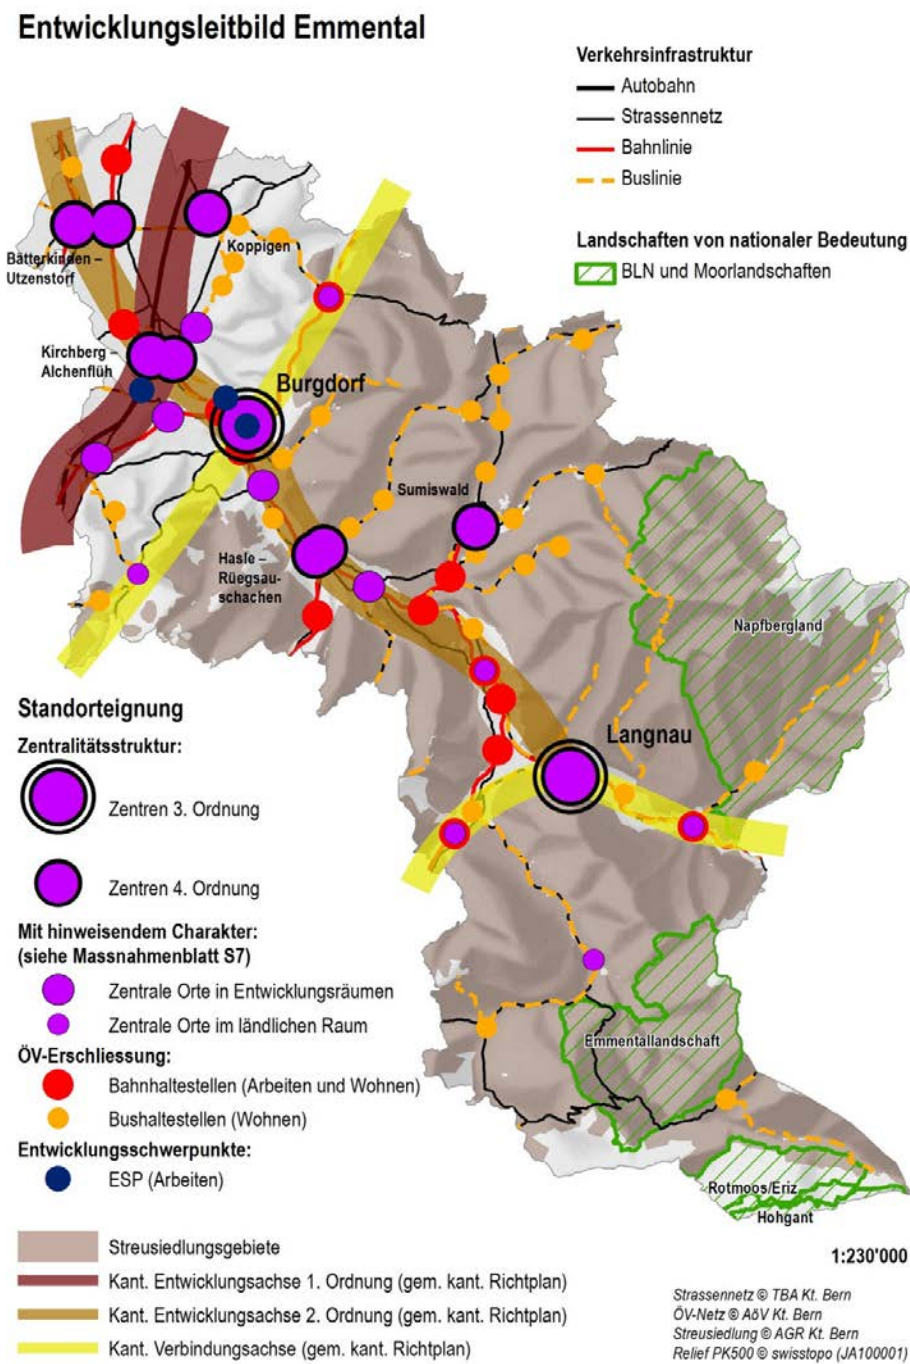 Entwicklungsleitbild Emmental
Verkehrsinfrastruktur
Autobahn
Strassennetz
Bahnlinie
Buslinie
Landschaften von nationaler Bedeutung
BLN und Moorlandschaften
Koppigen
Bätterkinden –
Utzenstorf
Kirchberg –
Alchenflüh
Burgdorf
Sumiswald
Hasle –
Rüegsau-
schachen
Napfbergland
Langnau
Emmentallandschaft
Rotmoos/Eriz
Hohgant
Standorteignung
Zentralitätsstruktur:
Zentren 3. Ordnung
Zentren 4. Ordnung
Mit hinweisendem Charakter:
(siehe Massnahmenblatt S7)
Zentrale Orte in Entwicklungsräumen
Zentrale Orte im ländlichen Raum
ÖV-Erschliessung:
Bahnhaltestellen (Arbeiten und Wohnen)
Bushaltestellen (Wohnen)
Entwicklungsschwerpunkte:
ESP (Arbeiten)
Streusiedlungsgebiete
Kant. Entwicklungsachse 1. Ordnung (gem. kant. Richtplan)
Kant. Entwicklungsachse 2. Ordnung (gem. kant. Richtplan)
Kant. Verbindungsachse (gem. kant. Richtplan)
1:230'000
Strassennetz © TBA Kt. Bern
ÖV-Netz © AöV Kt. Bern
Streusiedlung © AGR Kt. Bern
Relief PK500 © swisstopo (JA100001)